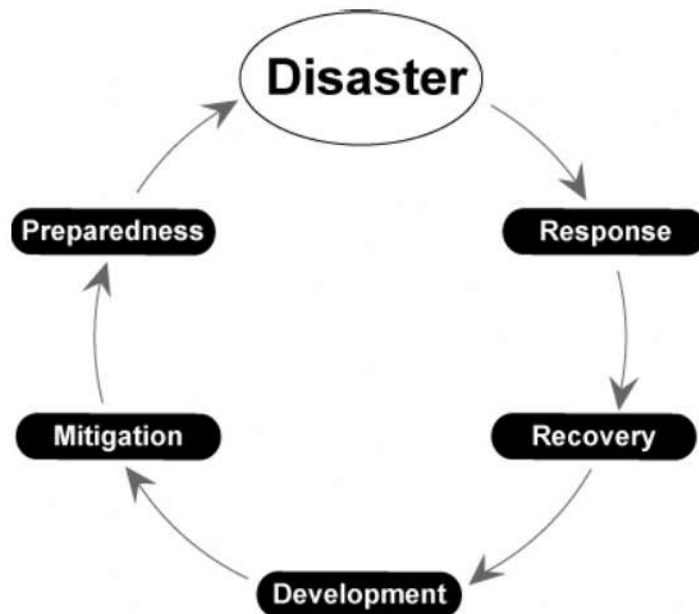 Disaster
Preparedness
Response
Mitigation
Recovery
Development